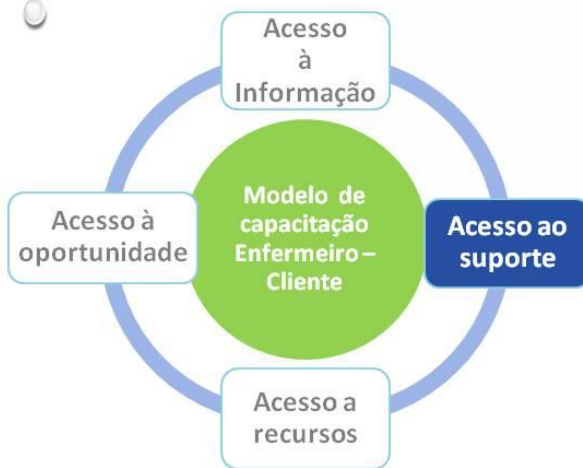 Acesso
à
Informação
Modelo de
capacitação
Enfermeiro –
Cliente
Acesso à
oportunidade
Acesso ao
suporte
Acesso a
recursos